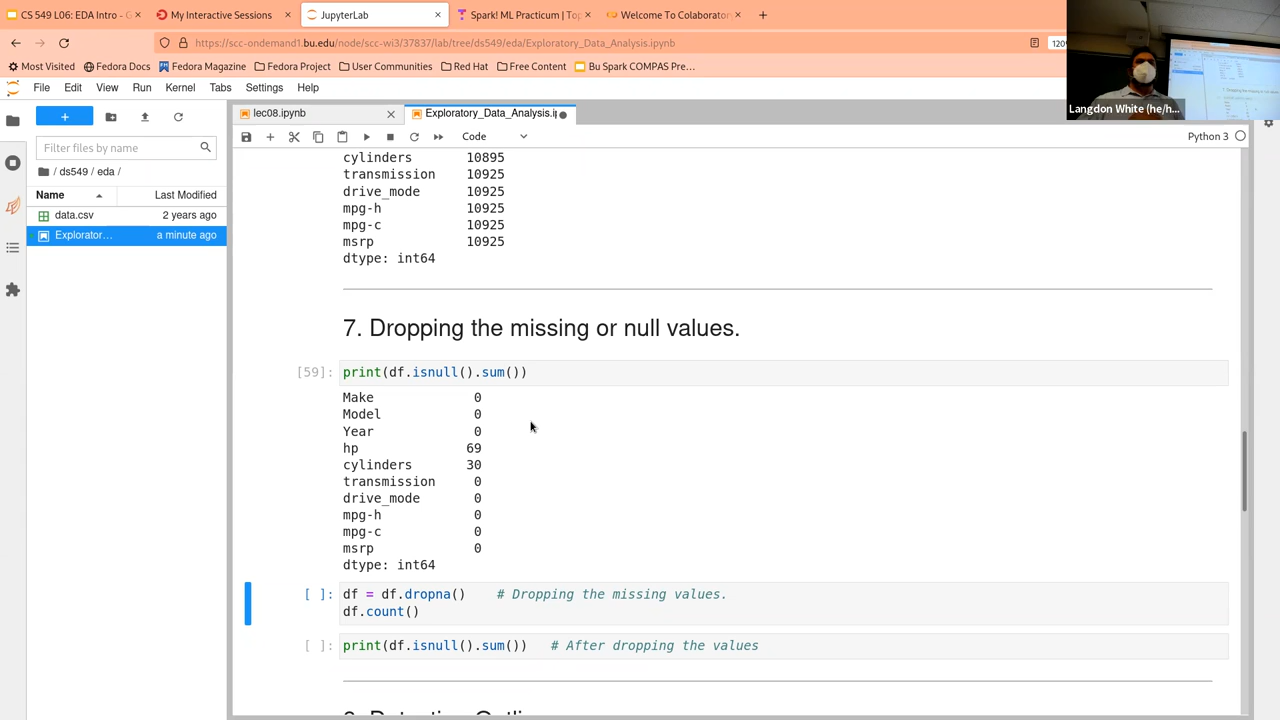 CS 549 L06: EDA Intro - G
My Interactive Sessions
JupyterLab
Spark! ML Practicum | Top
Welcome To Colaborator
https://scc-ondemand1.bu.edu/node/scc-wi3/37837/lab/tree/ds549/eda/Exploratory_Data_Analysis.ipynb
120
Most Visited
Fedora Docs
Fedora Magazine
Fedora Project
User Communities
Red Hat
Free Content
Bu Spark COMPAS Pre…
Langdon White (he/h...
File Edit View Run Kernel Tabs Settings Help
lec08.ipynb
Exploratory_Data_Analysis.i
Code
Python 3
Filter files by name
/ ds549 / eda /
Name Last Modified
data.csv 2 years ago
Explorator… a minute ago
cylinders 10895
transmission 10925
drive_mode 10925
mpg-h 10925
mpg-c 10925
msrp 10925
dtype: int64
7. Dropping the missing or null values.
[59]: print(df.isnull().sum())
Make 0
Model 0
Year 0
hp 69
cylinders 30
transmission 0
drive_mode 0
mpg-h 0
mpg-c 0
msrp 0
dtype: int64
[ ]: df = df.dropna() # Dropping the missing values.
df.count()
[ ]: print(df.isnull().sum()) # After dropping the values